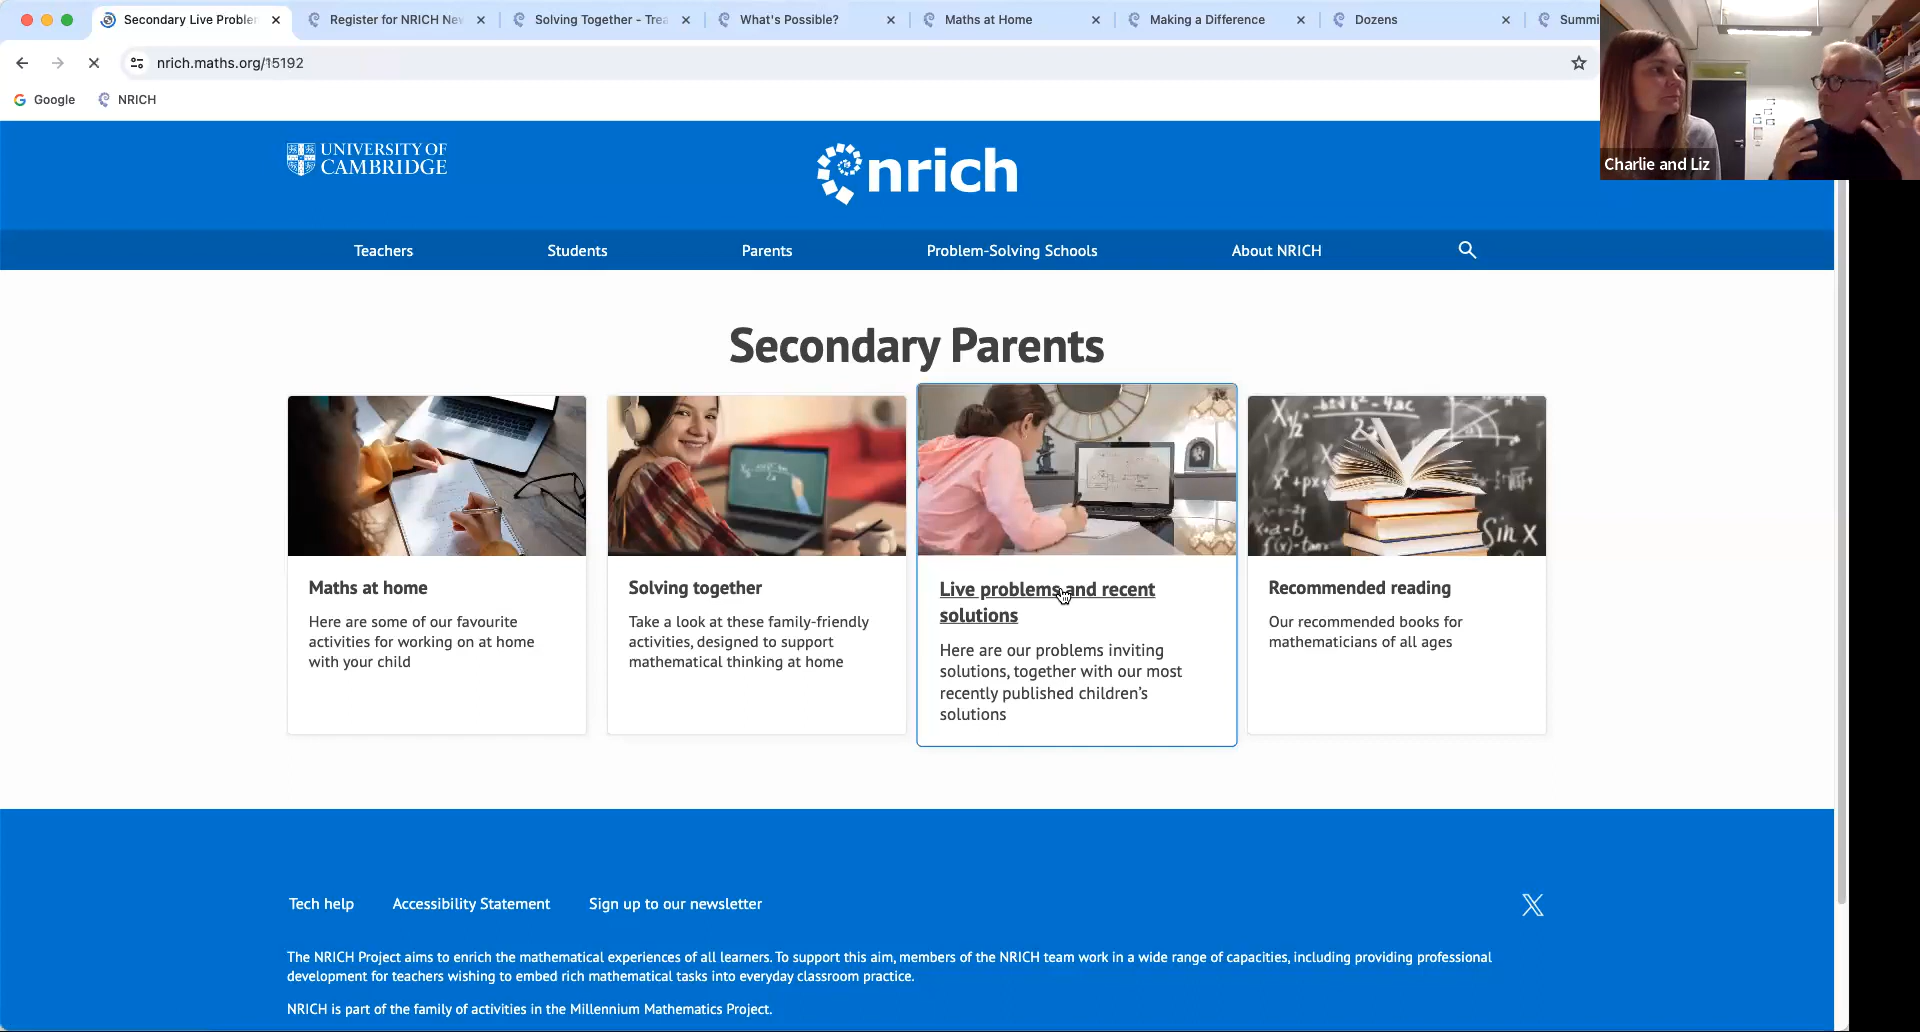 Secondary Live Proble
Register for NRICH Ne
Solving Together - Trea
What's Possible?
Maths at Home
Making a Difference
Dozens
Summi
nrich.maths.org/15192
Google
NRICH
Charlie and Liz
UNIVERSITY OF
CAMBRIDGE
nrich
Teachers
Students
Parents
Problem-Solving Schools
About NRICH
Secondary Parents
Maths at home
Here are some of our favourite
activities for working on at home
with your child
Solving together
Take a look at these family-friendly
activities, designed to support
mathematical thinking at home
Live problems and recent
solutions
Here are our problems inviting
solutions, together with our most
recently published children's
solutions
Sin x
Recommended reading
Our recommended books for
mathematicians of all ages
Tech help
Accessibility Statement
Sign up to our newsletter
The NRICH Project aims to enrich the mathematical experiences of all learners. To support this aim, members of the NRICH team work in a wide range of capacities, including providing professional
development for teachers wishing to embed rich mathematical tasks into everyday classroom practice.
NRICH is part of the family of activities in the Millennium Mathematics Project.